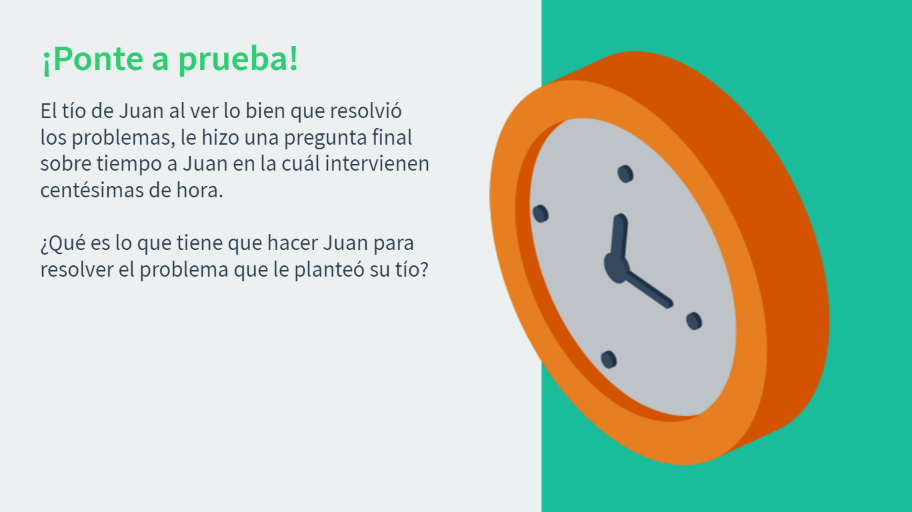 ¡Ponte a prueba!
El tío de Juan al ver lo bien que resolvió
los problemas, le hizo una pregunta final
sobre tiempo a Juan en la cuál intervienen
centésimas de hora.
¿Qué es lo que tiene que hacer Juan para
resolver el problema que le planteó su tío?